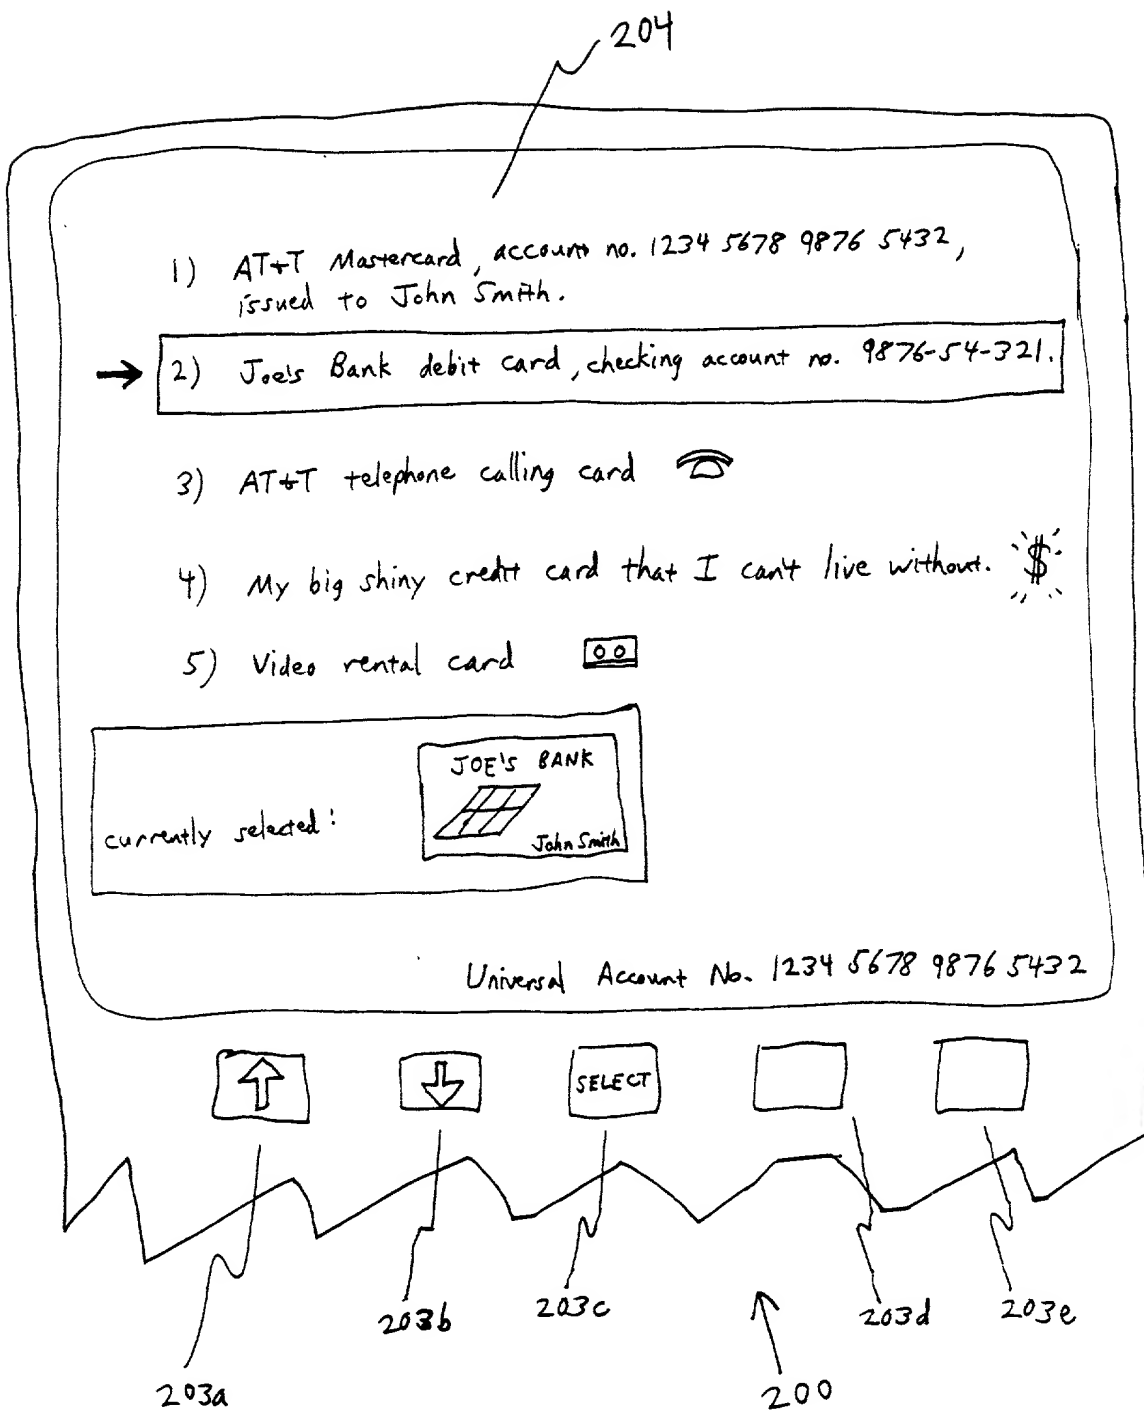 204
1) AT&T Mastercard, account no. 1234 5678 9876 5432,
issued to John Smith.
2) Joe's Bank debit card, checking account no. 9876-54-321.
3) AT&T telephone calling card
4) My big shiny credit card that I can't live without. $
5) Video rental card
JOE'S BANK
currently selected:
John Smith
Universal Account No. 1234 5678 9876 5432
SELECT
203a
203b
203c
203d
203e
200